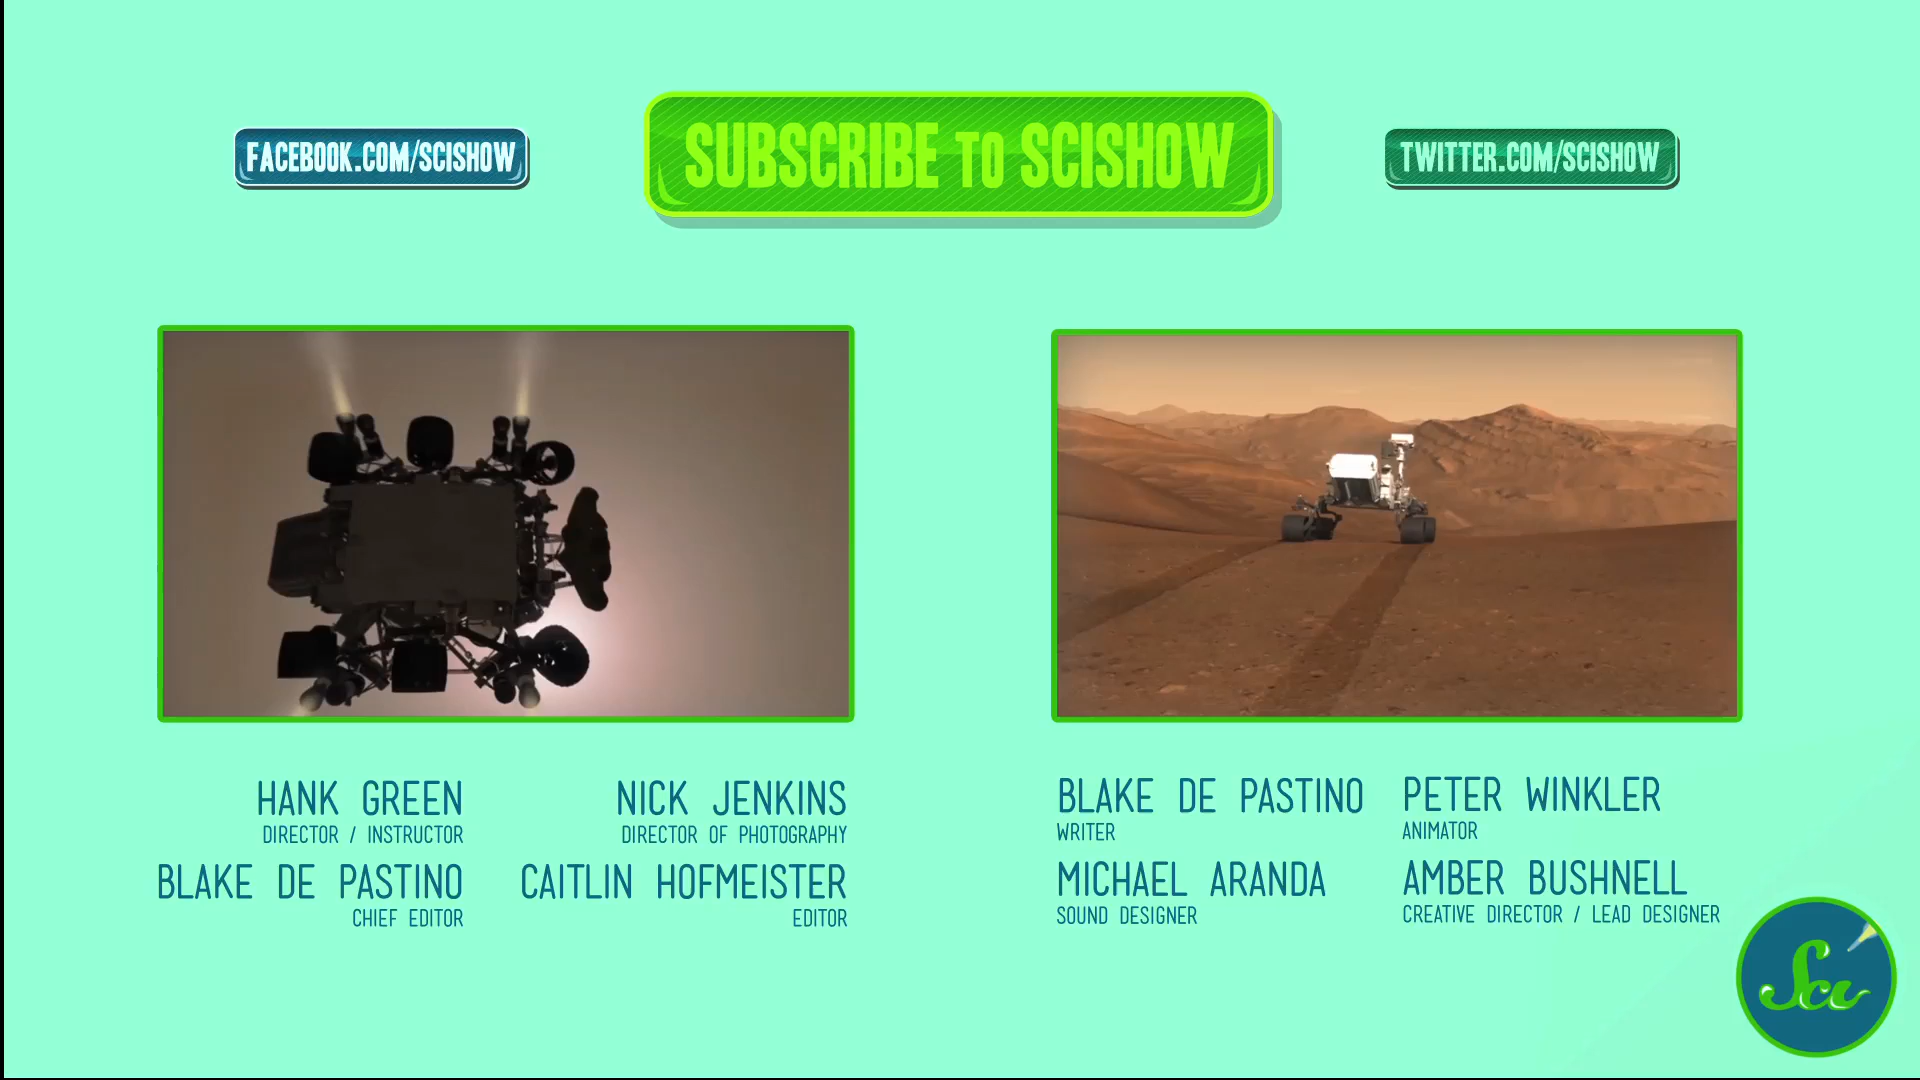 FACEBOOK.COM/SCISHOW
SUBSCRIBE TO SCISHOW
TWITTER.COM/SCISHOW
HANK GREEN
DIRECTOR / INSTRUCTOR
NICK JENKINS
DIRECTOR OF PHOTOGRAPHY
BLAKE DE PASTINO
CHIEF EDITOR
CAITLIN HOFMEISTER
EDITOR
BLAKE DE PASTINO
WRITER
PETER WINKLER
ANIMATOR
MICHAEL ARANDA
SOUND DESIGNER
AMBER BUSHNELL
CREATIVE DIRECTOR / LEAD DESIGNER
Sci